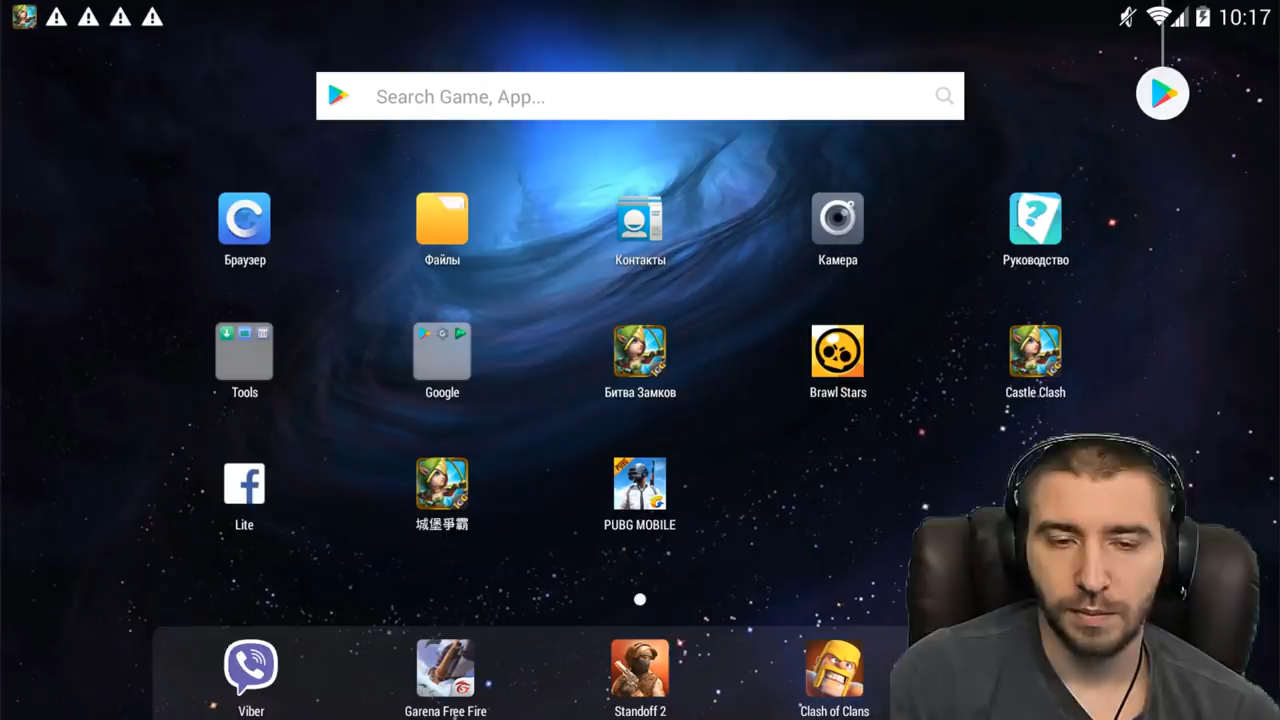 10:17
Search Game, App...
Браузер
Файлы
Контакты
Камера
Руководство
Tools
Google
Битва Замков
Brawl Stars
Castle Clash
Lite
城堡爭霸
PUBG MOBILE
Viber
Garena Free Fire
Standoff 2
Clash of Clans